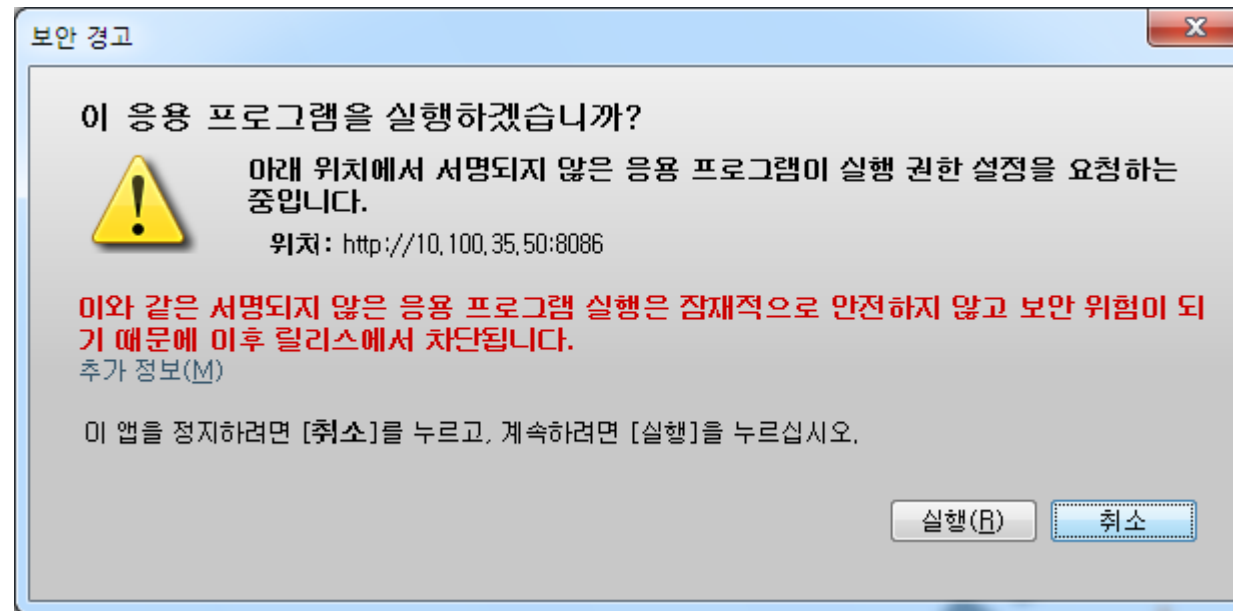 보안 경고
이 응용 프로그램을 실행하겠습니까?
아래 위치에서 서명되지 않은 응용 프로그램이 실행 권한 설정을 요청하는
중입니다.
위치: http://10.100.35.50:8086
이와 같은 서명되지 않은 응용 프로그램 실행은 잠재적으로 안전하지 않고 보안 위험이 되
기 때문에 이후 릴리스에서 차단됩니다.
추가 정보(M)
이 앱을 정지하려면 [취소]를 누르고, 계속하려면 [실행]을 누르십시오.
실행(R) 취소